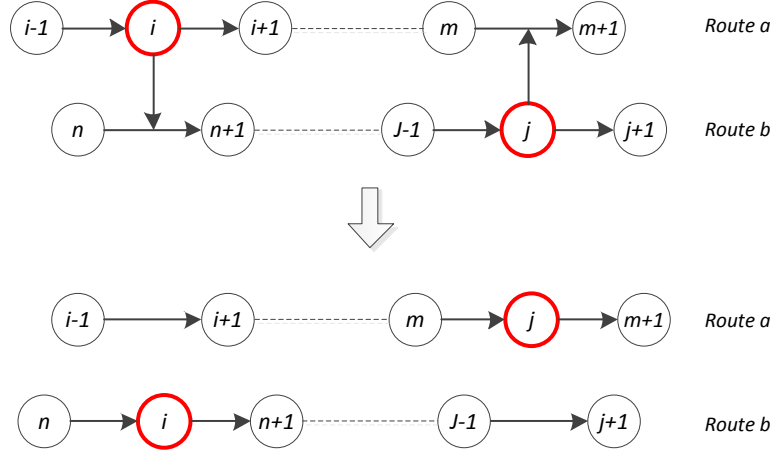 i-1 i i+1 m m+1 Route a
n n+1 J-1 j j+1 Route b
i-1 i+1 m j m+1 Route a
n i n+1 J-1 j+1 Route b